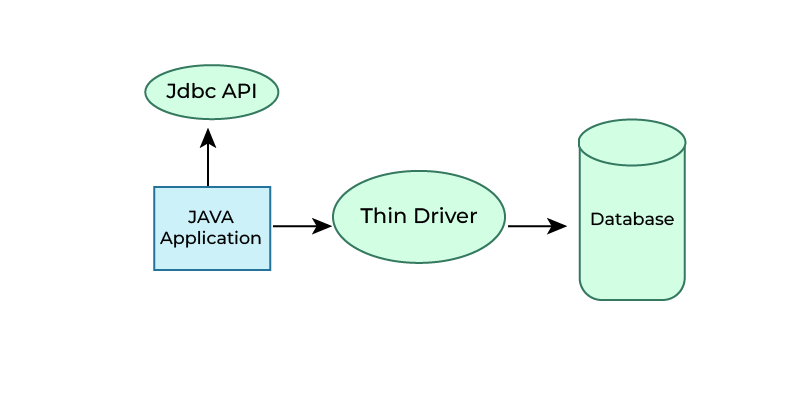 Jdbc API
JAVA
Application
Thin Driver
Database